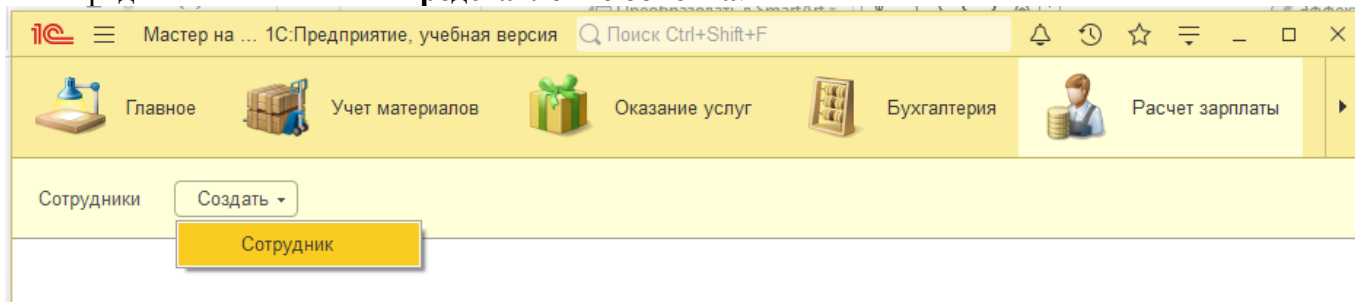 1С Мастер на ... 1С:Предприятие, учебная версия Поиск Ctrl+Shift+F
Главное Учет материалов Оказание услуг Бухгалтерия Расчет зарплаты
Сотрудники Создать
Сотрудник